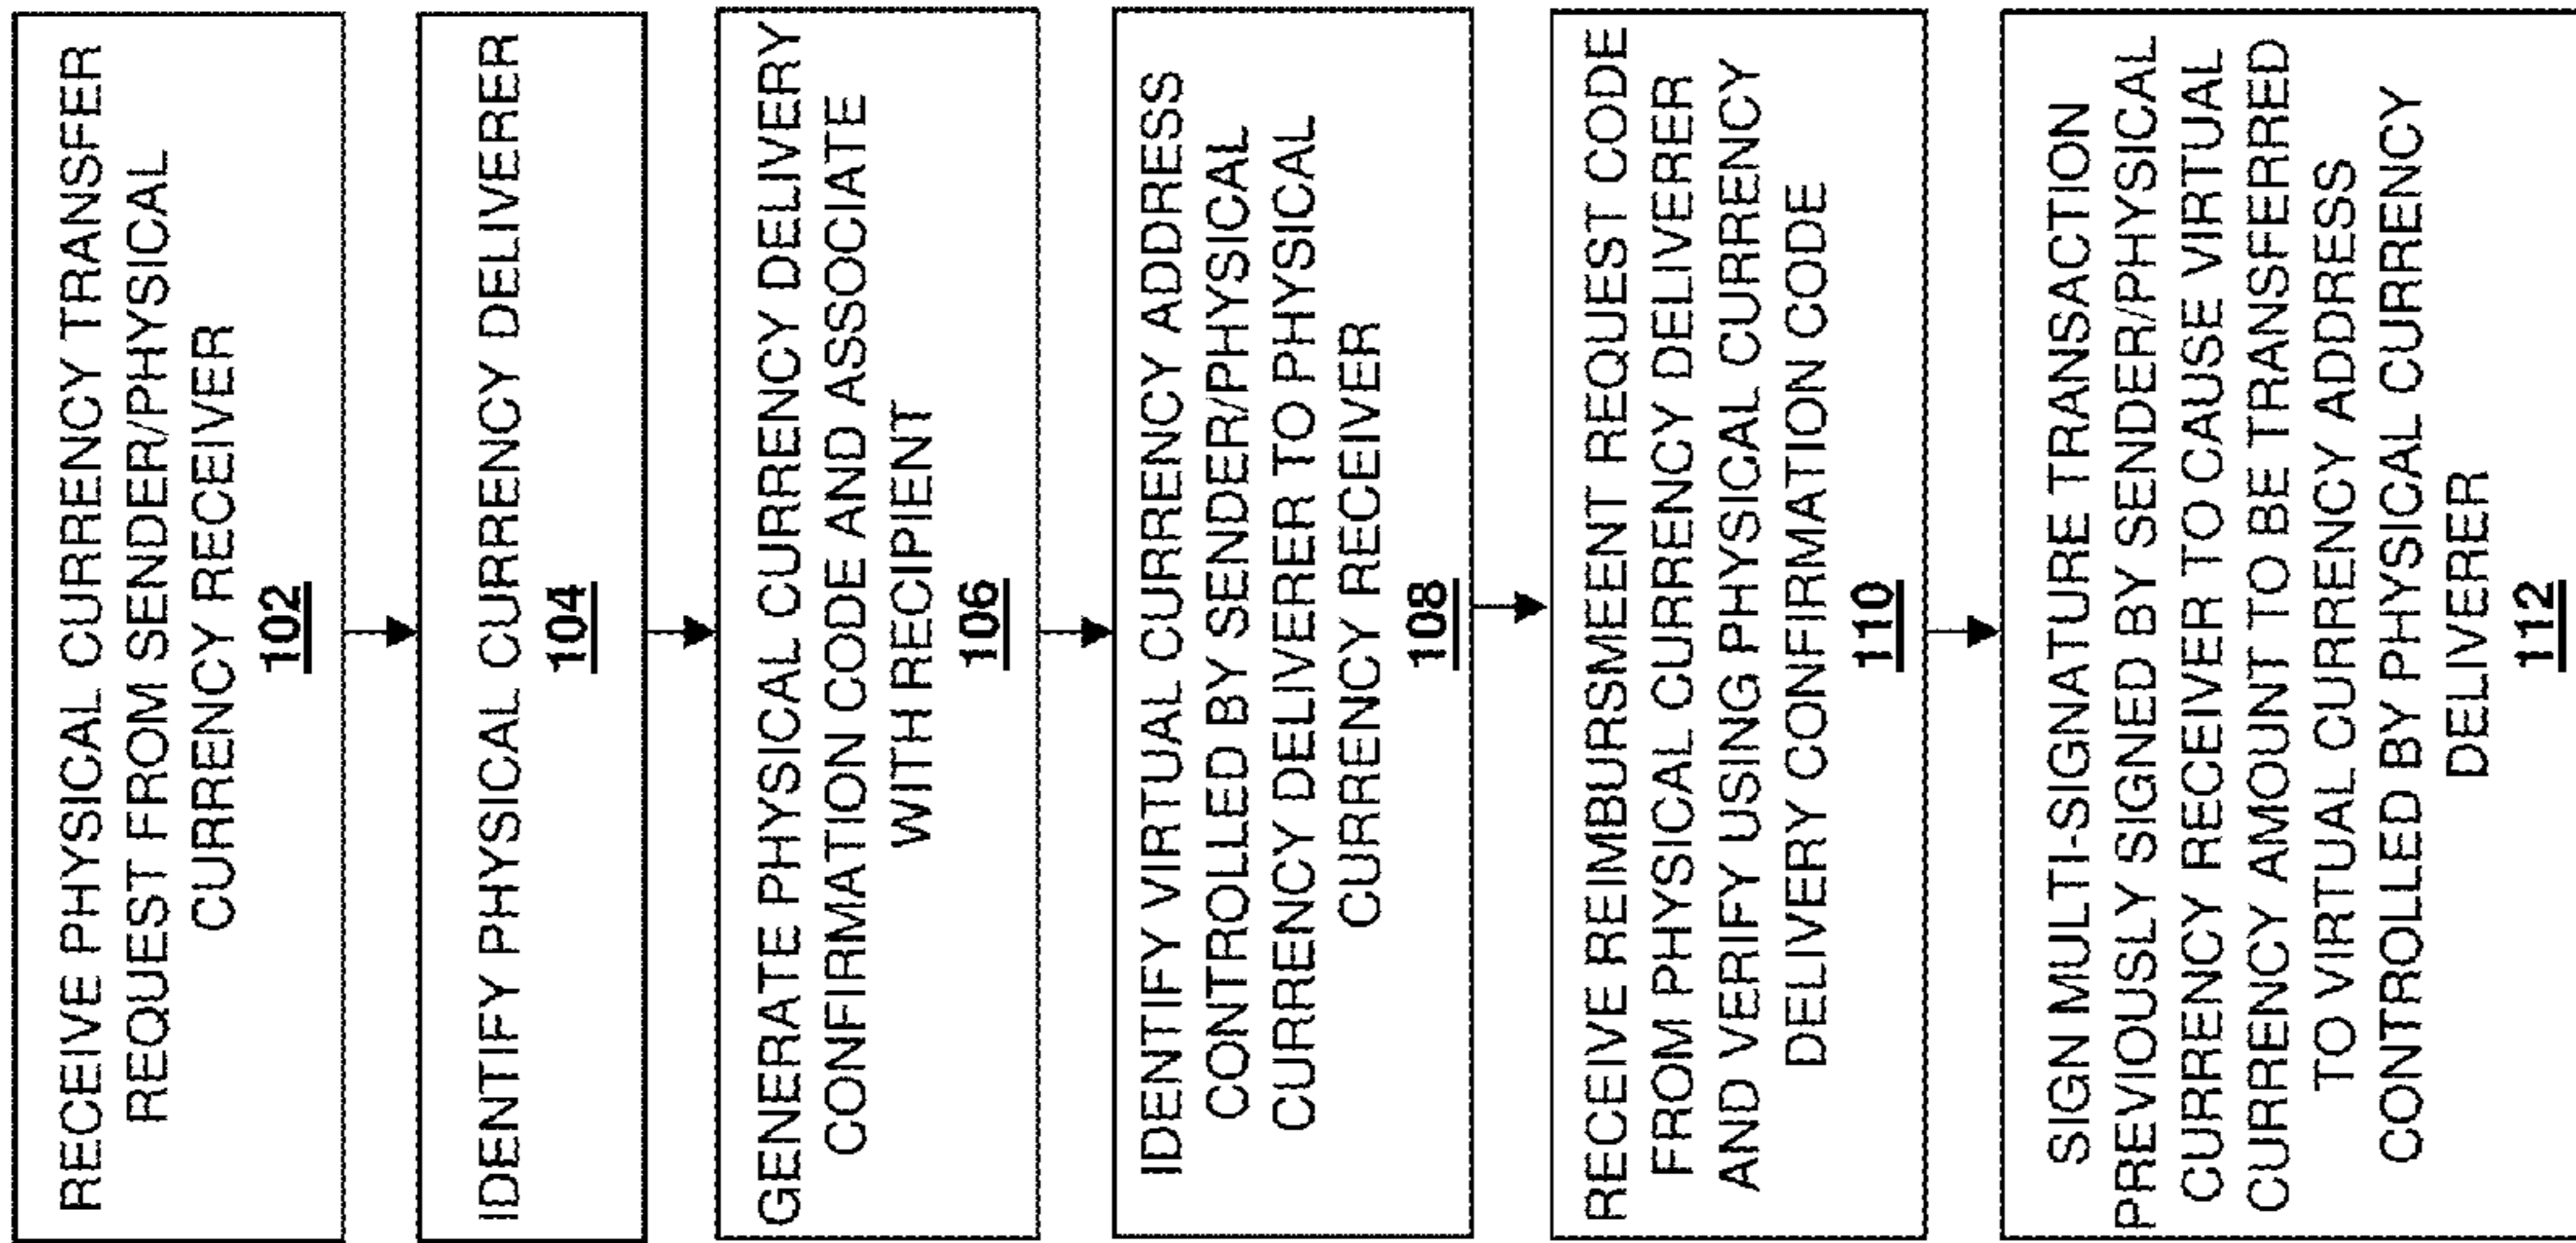 RECEIVE PHYSICAL CURRENCY TRANSFER
REQUEST FROM SENDER/PHYSICAL
CURRENCY RECEIVER
102
IDENTIFY PHYSICAL CURRENCY DELIVERER
104
GENERATE PHYSICAL CURRENCY DELIVERY
CONFIRMATION CODE AND ASSOCIATE
WITH RECIPIENT
106
IDENTIFY VIRTUAL CURRENCY ADDRESS
CONTROLLED BY SENDER/PHYSICAL
CURRENCY DELIVERED TO PHYSICAL
CURRENCY RECEIVER
108
RECEIVE REIMBURSMEENT REQUEST CODE
FROM PHYSICAL CURRENCY DELIVERER
AND VERIFY USING PHYSICAL CURRENCY
DELIVERY CONFIRMATION CODE
110
SIGN MULTI-SIGNATURE TRANSACTION
PREVIOUSLY SIGNED BY SENDER/PHYSICAL
CURRENCY RECEIVER TO CAUSE VIRTUAL
CURRENCY AMOUNT TO BE TRANSFERRED
TO VIRTUAL CURRENCY ADDRESS
CONTROLLED BY PHYSICAL CURRENCY
DELIVERER
112